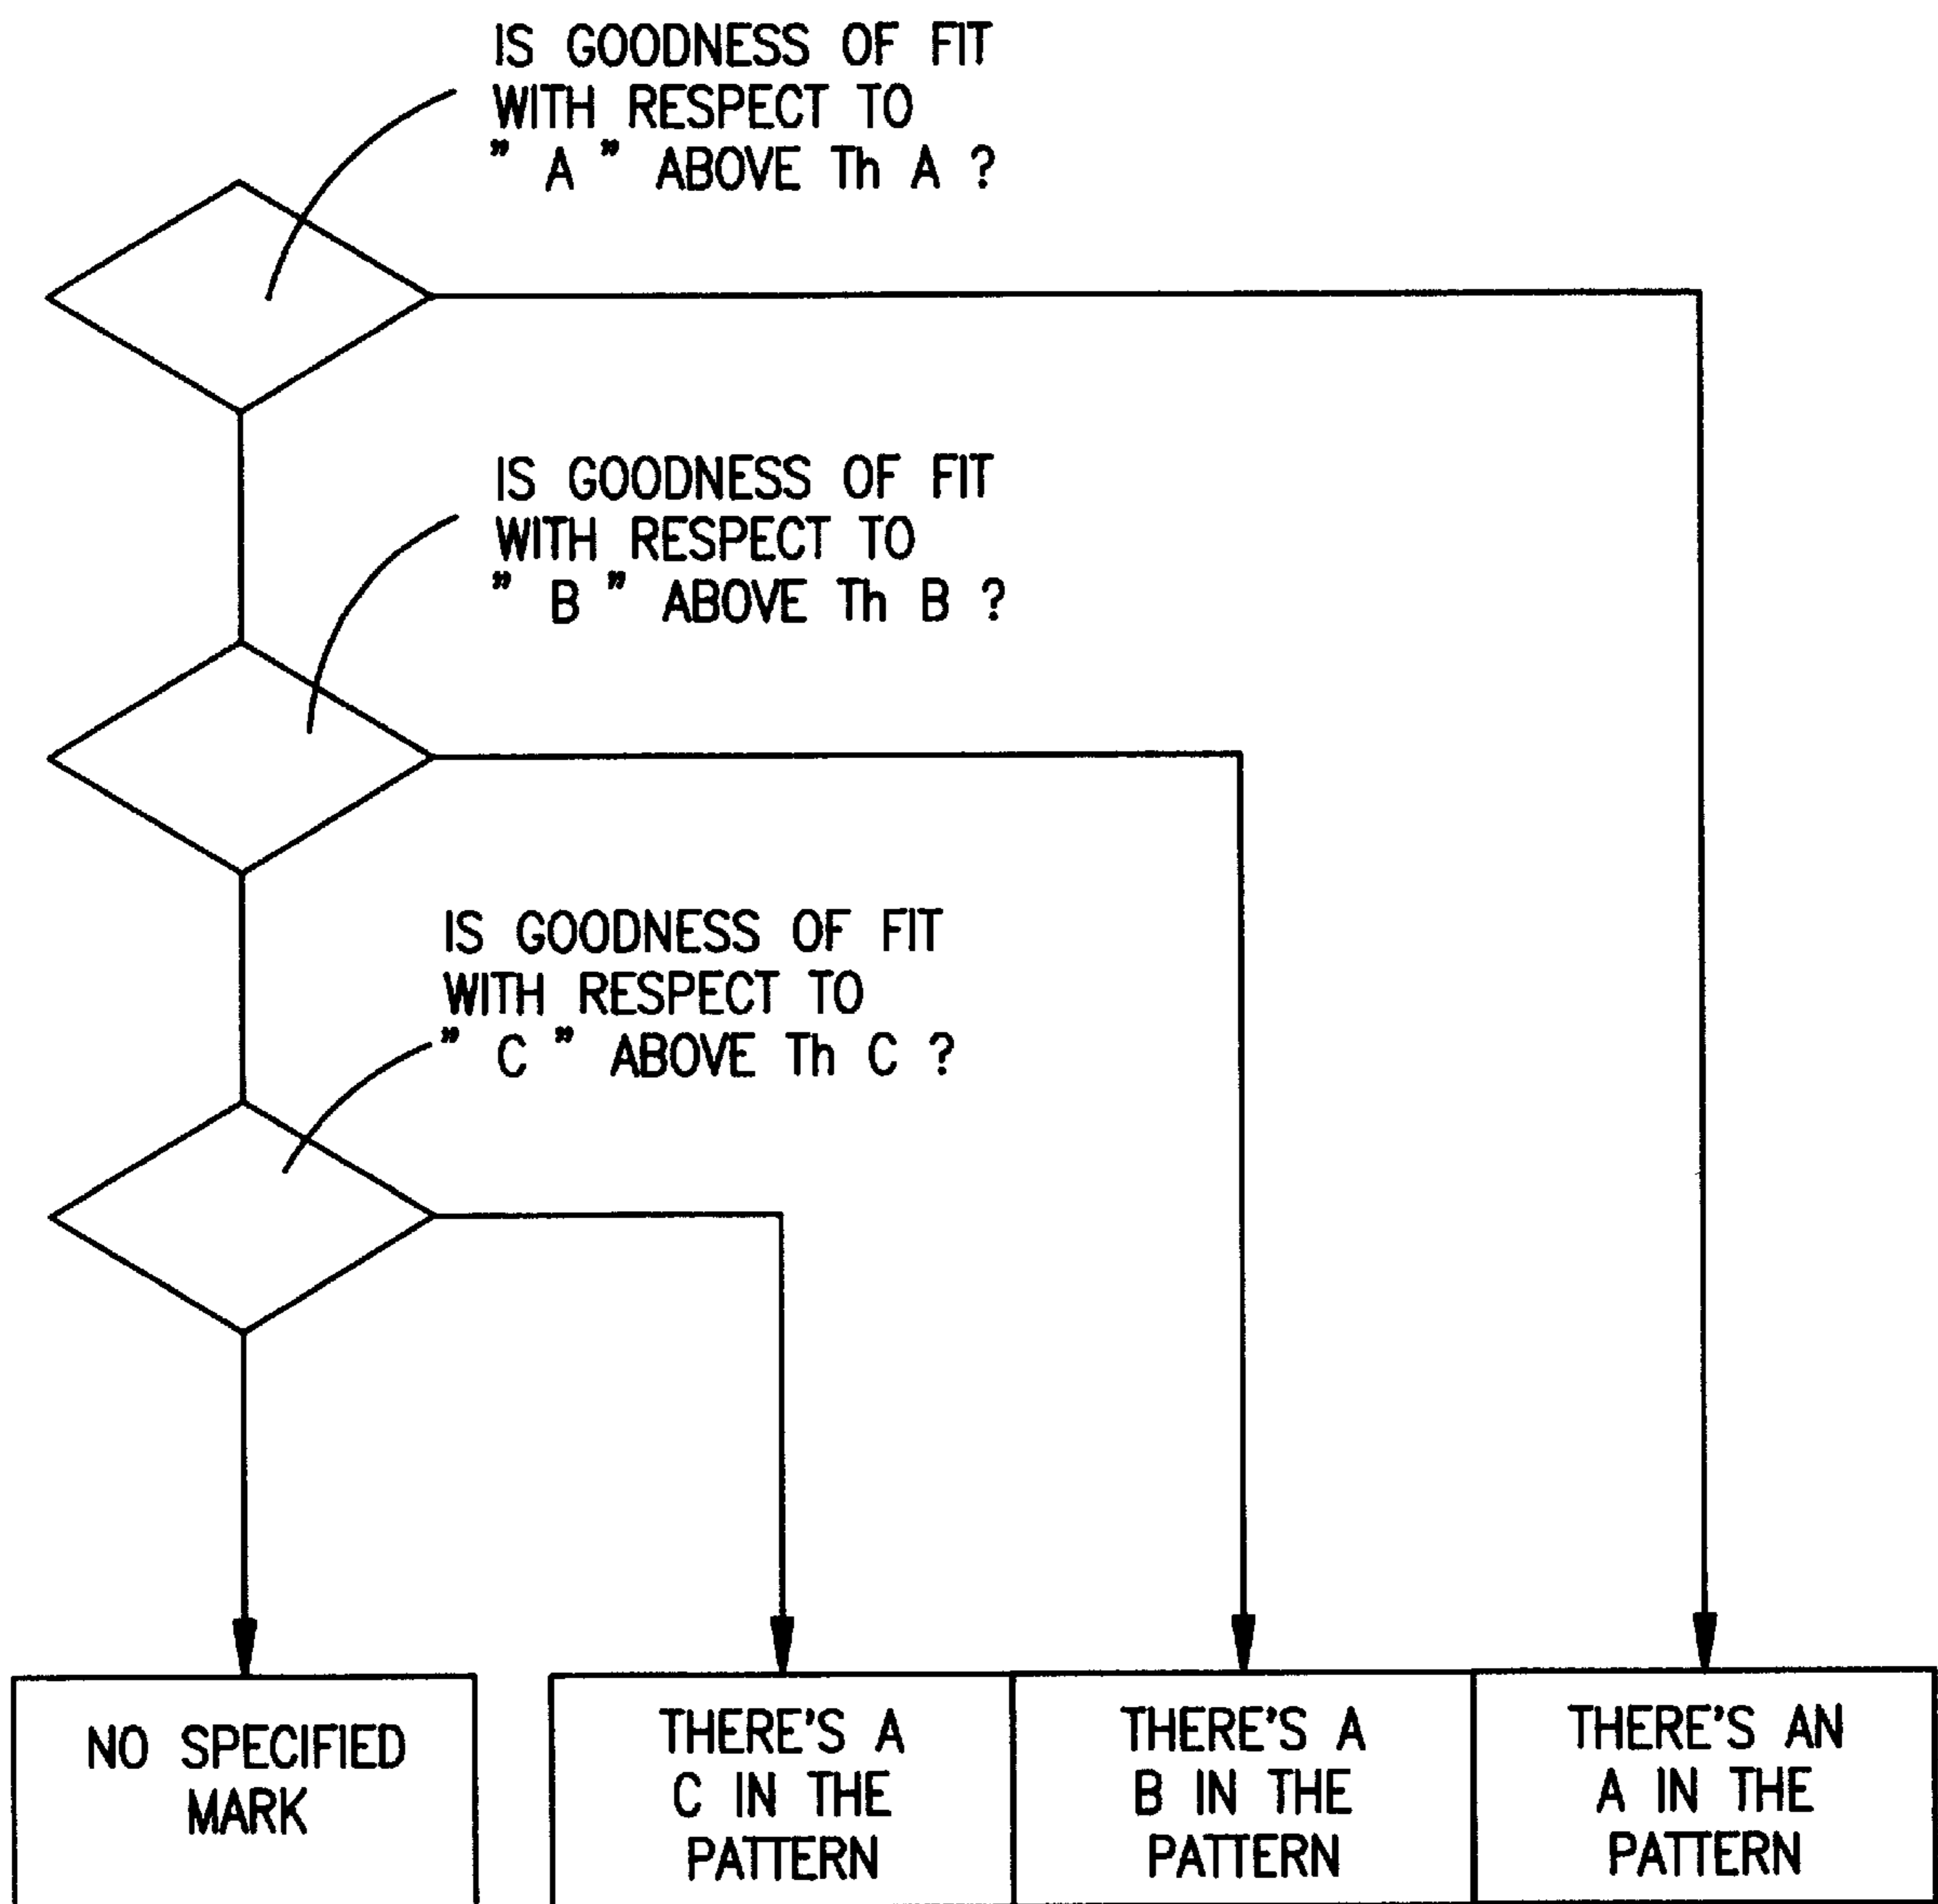 IS GOODNESS OF FIT
WITH RESPECT TO
" A " ABOVE Th A ?
IS GOODNESS OF FIT
WITH RESPECT TO
" B " ABOVE Th B ?
IS GOODNESS OF FIT
WITH RESPECT TO
" C " ABOVE Th C ?
NO SPECIFIED
MARK
THERE'S A
C IN THE
PATTERN
THERE'S A
B IN THE
PATTERN
THERE'S AN
A IN THE
PATTERN